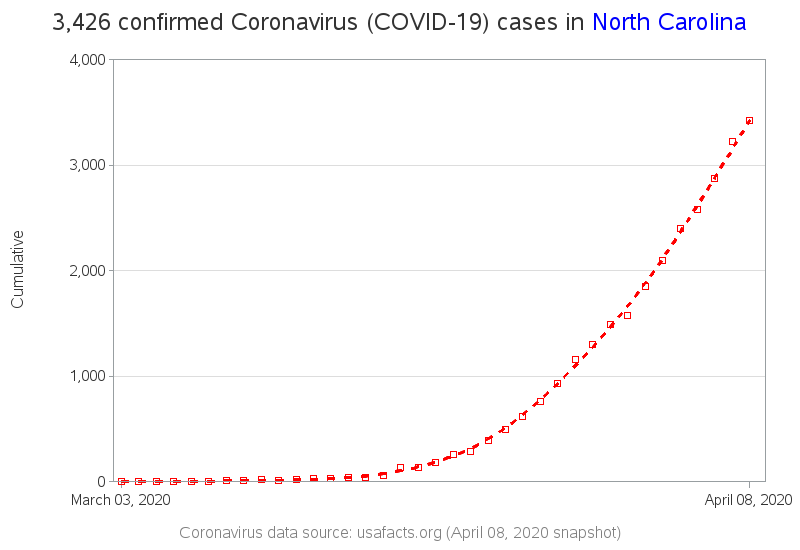 3,426 confirmed Coronavirus (COVID-19) cases in North Carolina
4,000
3,000
2,000
1,000
0
Cumulative
March 03, 2020
April 08, 2020
Coronavirus data source: usafacts.org (April 08, 2020 snapshot)